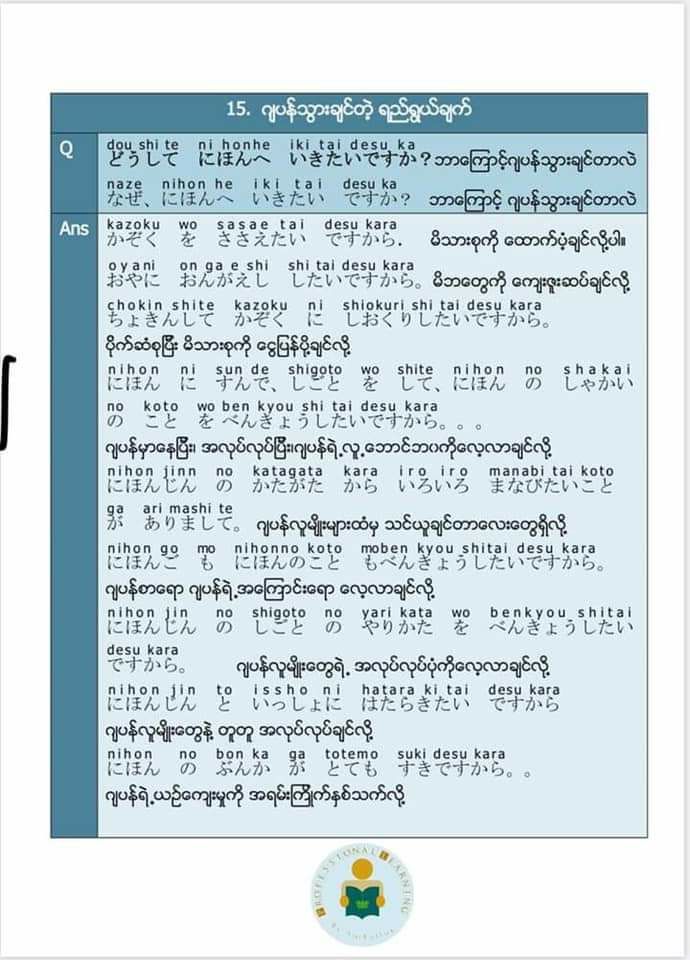 15. ဂျပန်သွားချင်တဲ့ ရည်ရွယ်ချက်
Q
dou shi te ni honhe iki tai desu ka
どうして にほんへ いきたいですか？ဘာကြောင့်ဂျပန်သွားချင်တာလဲ
naze nihon he iki tai desu ka
なぜ、にほんへ いきたい ですか？ ဘာကြောင့် ဂျပန်သွားချင်တာလဲ
Ans
kazoku wo sasae tai desu kara
かぞく を ささえたい ですから. မိသားစုကို ထောက်ပံ့ချင်လို့ပါ။
oyani on ga e shi shi tai desu kara
おやに おんがえし したいですから。မိဘတွေကို ကျေးဇူးဆပ်ချင်လို့
chokin shite kazoku ni shiokuri shi tai desu kara
ちょきんして かぞく に しおくりしたいですから。
ပိုက်ဆံစုပြီး မိသားစုကို ငွေပြန်ပို့ချင်လို့
nihon ni sun de shigoto wo shite nihon no shakai
にほん に すんで、しごと を して、にほん の しゃかい
no koto wo ben kyou shi tai desu kara
の こと を べんきょうしたいですから。。。
ဂျပန်မှာနေပြီး၊ အလုပ်လုပ်ပြီး၊ဂျပန်ရဲ့လူ့ဘောင်ဘဝကိုလေ့လာချင်လို့
nihon jinn no katagata kara iro iro manabi tai koto
にほんじん の かたがた から いろいろ まなびたいこと
ga ari mashi te
が ありまして。 ဂျပန်လူမျိုးများထံမှ သင်ယူချင်တာလေးတွေရှိလို့
nihon go mo nihonno koto moben kyou shitai desu kara
にほんご も にほんのこと もべんきょうしたいですから。
ဂျပန်စာရော ဂျပန်ရဲ့အကြောင်းရော လေ့လာချင်လို့
nihon jin no shigoto no yari kata wo benkyou shitai
にほんじん の しごと の やりかた を べんきょうしたい
desu kara
ですから。 ဂျပန်လူမျိုးတွေရဲ့ အလုပ်လုပ်ပုံကိုလေ့လာချင်လို့
nihon jin to issho ni hatara ki tai desu kara
にほんじん と いっしょに はたらきたい ですから
ဂျပန်လူမျိုးတွေနဲ့ တူတူ အလုပ်လုပ်ချင်လို့
nihon no bon ka ga totemo suki desu kara
にほん の ぶんか が とても すきですから。。
ဂျပန်ရဲ့ယဉ်ကျေးမှုကို အရမ်းကြိုက်နှစ်သက်လို့
PROFESSIONAL LEARNING